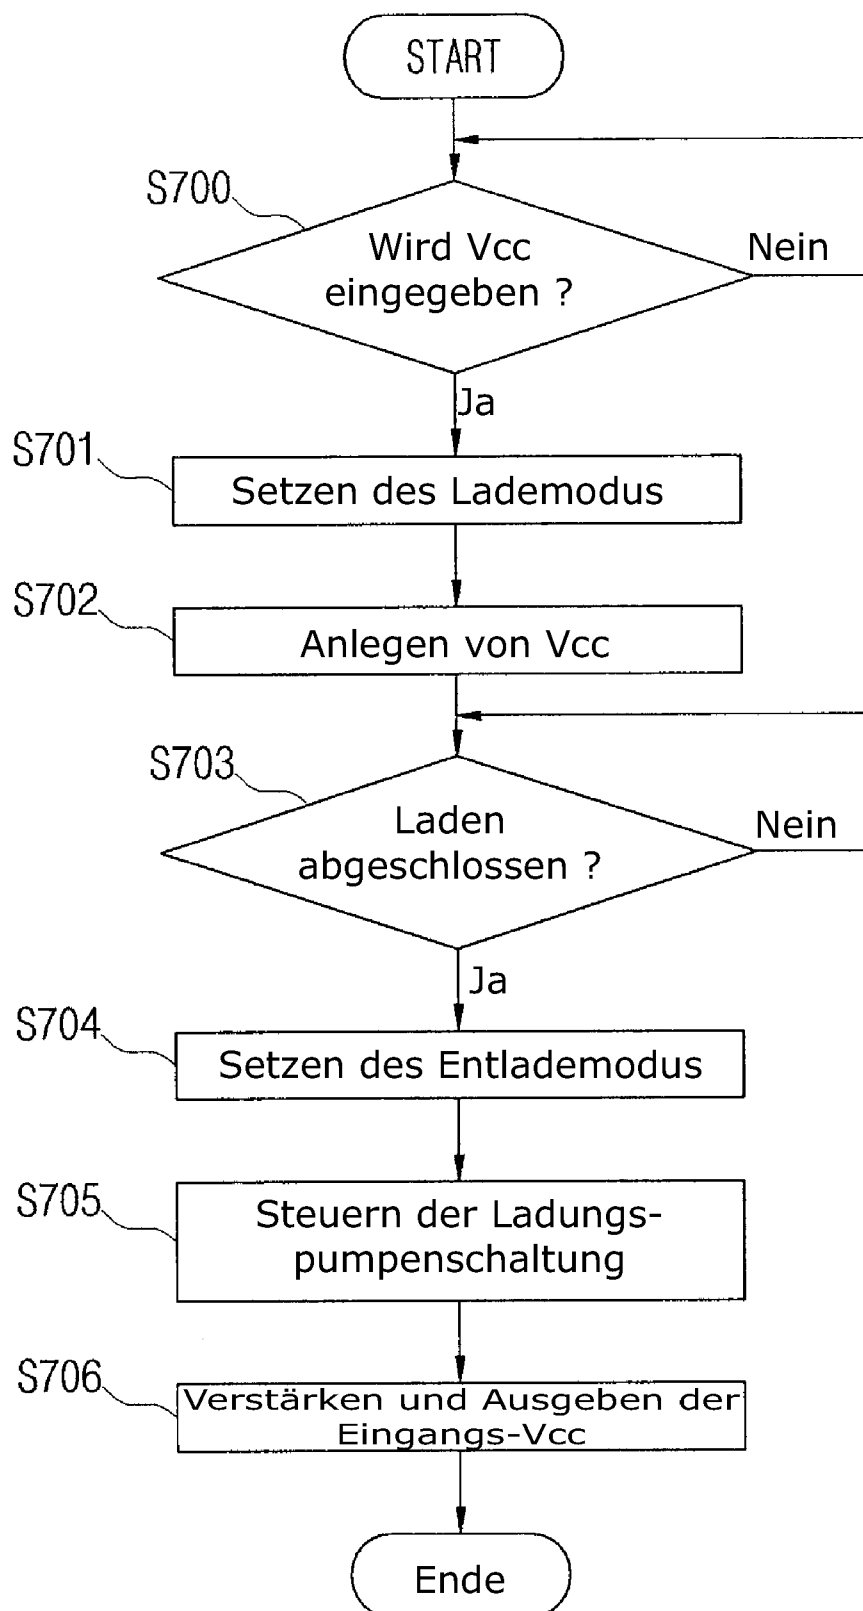 START
S700
Wird Vcc
eingegeben ?
Nein
Ja
S701
Setzen des Lademodus
S702
Anlegen von Vcc
S703
Laden
abgeschlossen ?
Nein
Ja
S704
Setzen des Entlademodus
S705
Steuern der Ladungs-
pumpenschaltung
S706
Verstärken und Ausgeben der
Eingangs-Vcc
Ende